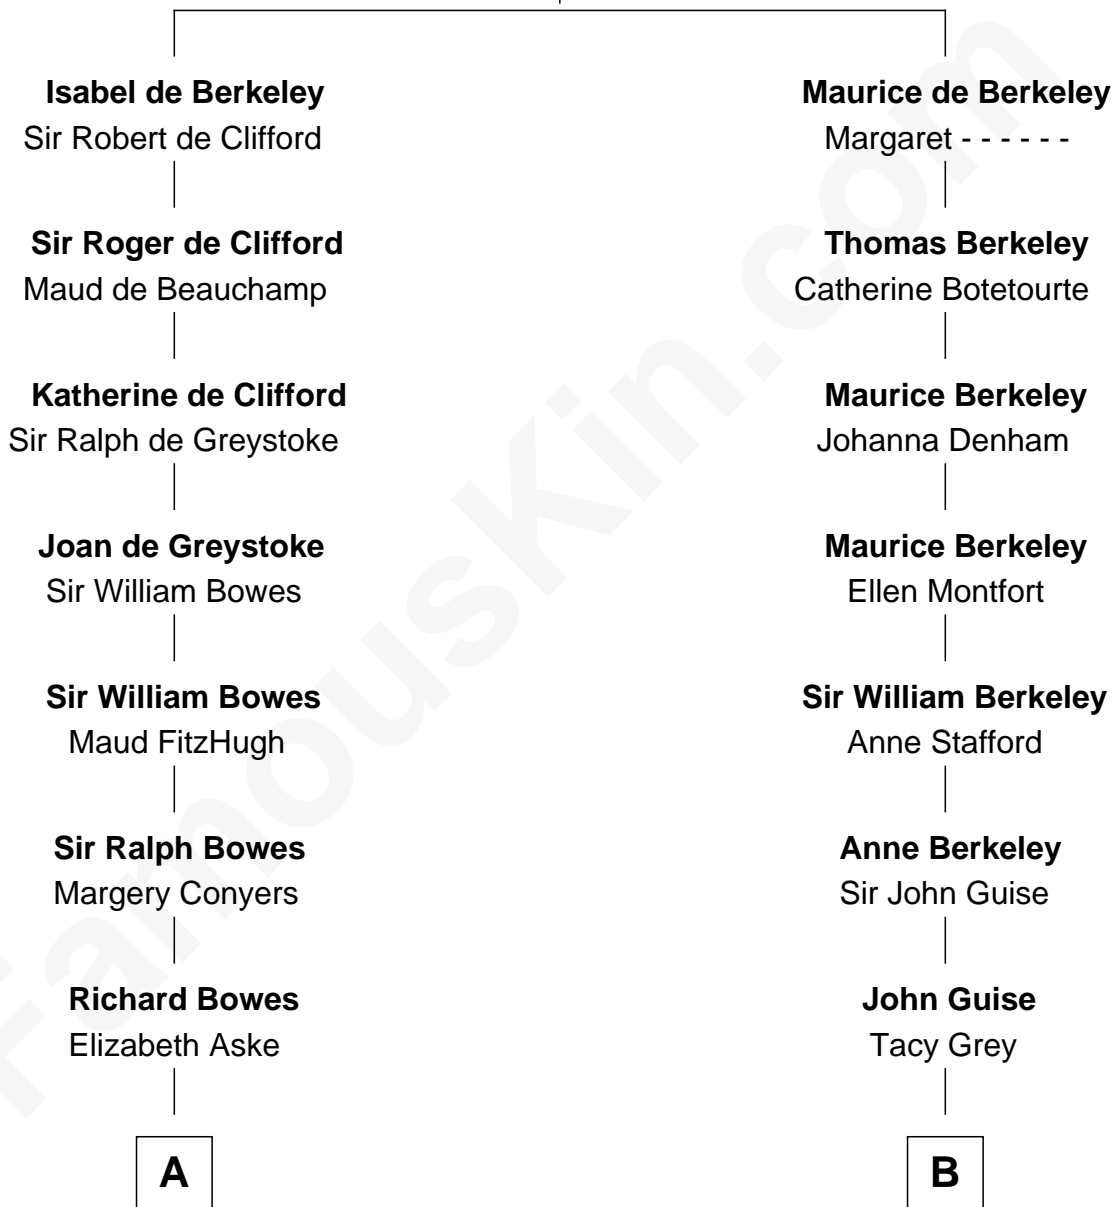 Isabel de Berkeley
Sir Robert de Clifford
Sir Roger de Clifford
Maud de Beauchamp
Katherine de Clifford
Sir Ralph de Greystoke
Joan de Greystoke
Sir William Bowes
Sir William Bowes
Maud FitzHugh
Sir Ralph Bowes
Margery Conyers
Richard Bowes
Elizabeth Aske
A
Maurice de Berkeley
Margaret - - - - - -
Thomas Berkeley
Catherine Botetourte
Maurice Berkeley
Johanna Denham
Maurice Berkeley
Ellen Montfort
Sir William Berkeley
Anne Stafford
Anne Berkeley
Sir John Guise
John Guise
Tacy Grey
B
FamousKin.com